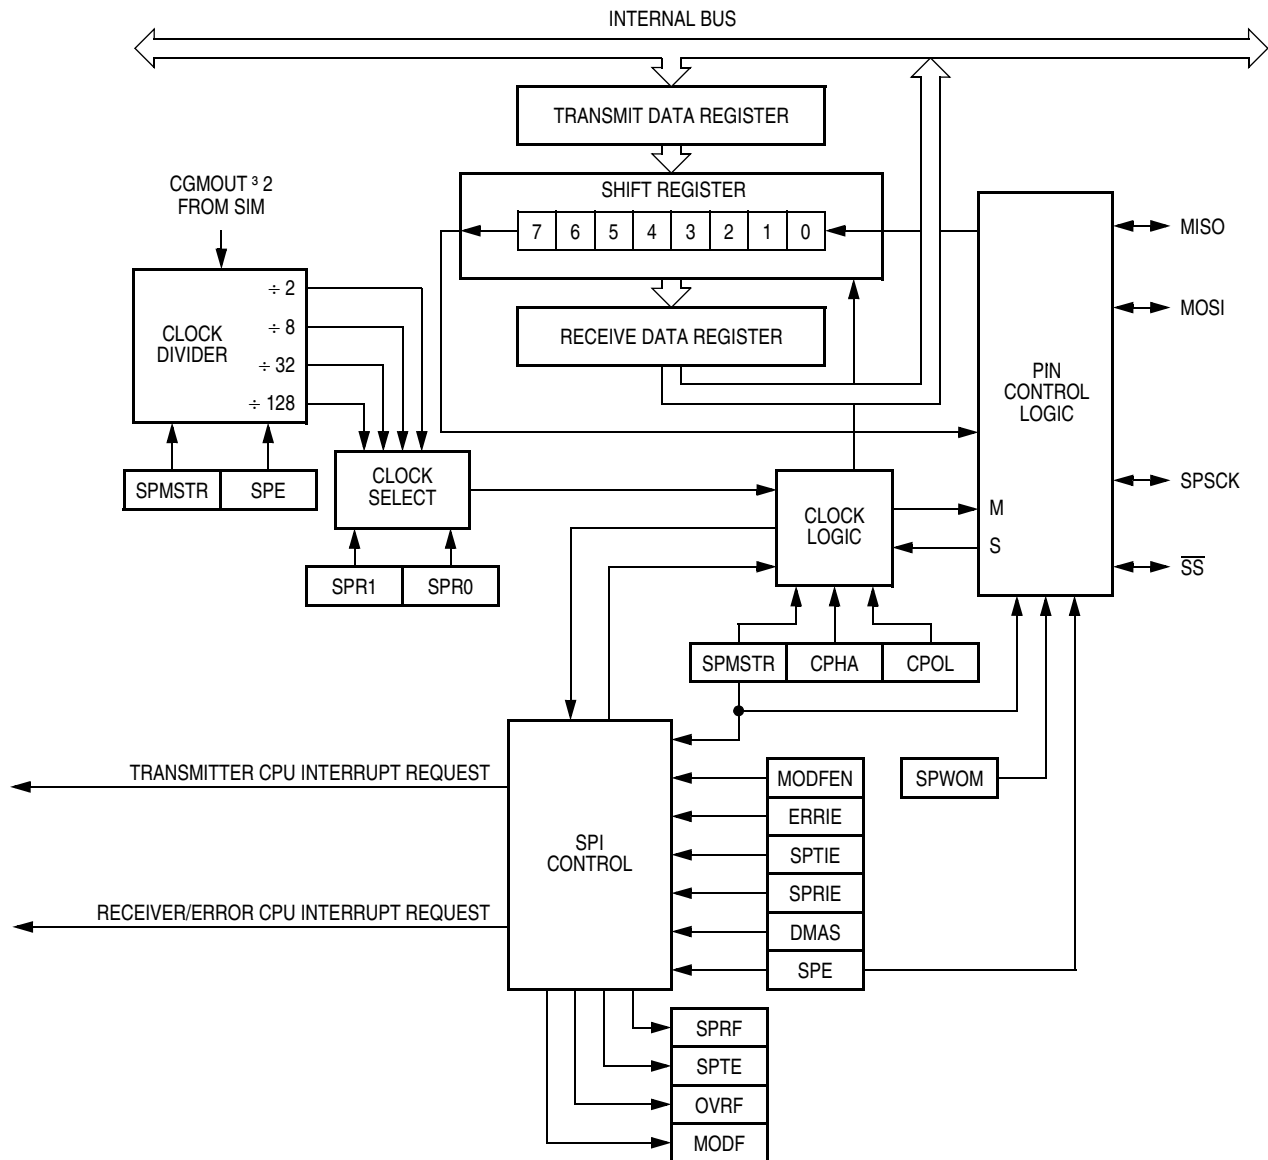 INTERNAL BUS
TRANSMIT DATA REGISTER
CGMOUT ³ 2
FROM SIM
SHIFT REGISTER
7 6 5 4 3 2 1 0
MISO
MOSI
÷ 2
÷ 8
÷ 32
÷ 128
CLOCK
DIVIDER
RECEIVE DATA REGISTER
PIN
CONTROL
LOGIC
SPMSTR SPE
CLOCK
SELECT
SPSCK
CLOCK
LOGIC
M
S
S̅S̅
SPR1 SPR0
SPMSTR CPHA CPOL
TRANSMITTER CPU INTERRUPT REQUEST
MODFEN
SPWOM
ERRIE
SPI
CONTROL
SPTIE
SPRIE
RECEIVER/ERROR CPU INTERRUPT REQUEST
DMAS
SPE
SPRF
SPTE
OVRF
MODF